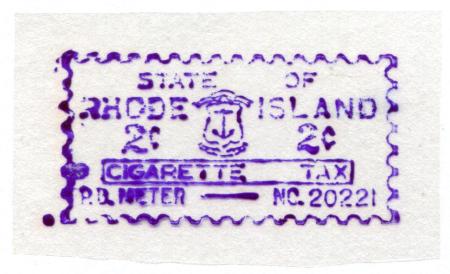 STATE OF
RHODE ISLAND
2¢ 2¢
CIGARETTE TAX
P.B. METER — NO. 20221